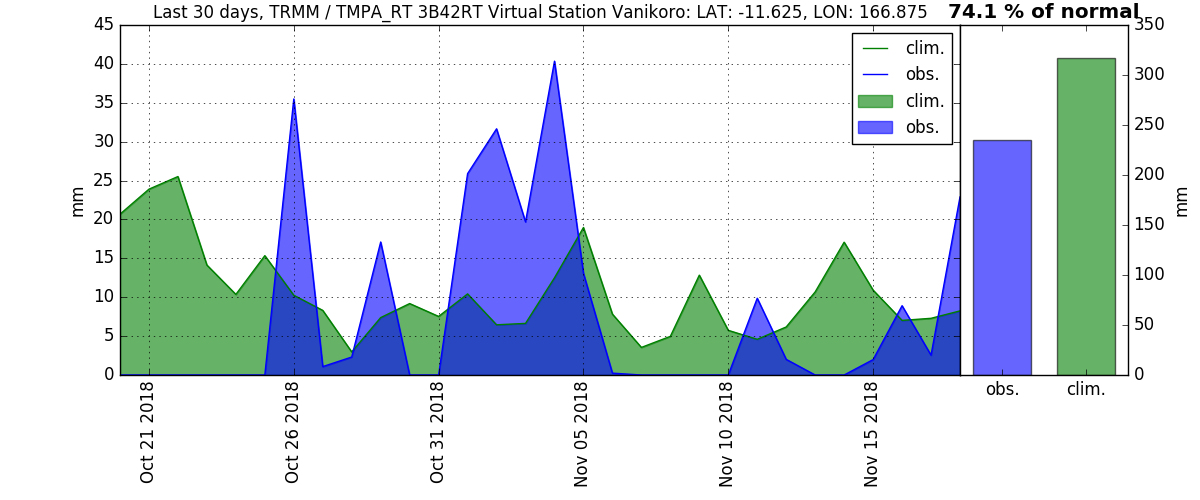 Last 30 days, TRMM / TMPA_RT 3B42RT Virtual Station Vanikoro: LAT: -11.625, LON: 166.875
74.1 % of normal
45
40
35
30
25
20
15
10
5
0
mm
clim.
obs.
clim.
obs.
Oct 21 2018
Oct 26 2018
Oct 31 2018
Nov 05 2018
Nov 10 2018
Nov 15 2018
350
300
250
200
150
100
50
0
mm
obs.
clim.